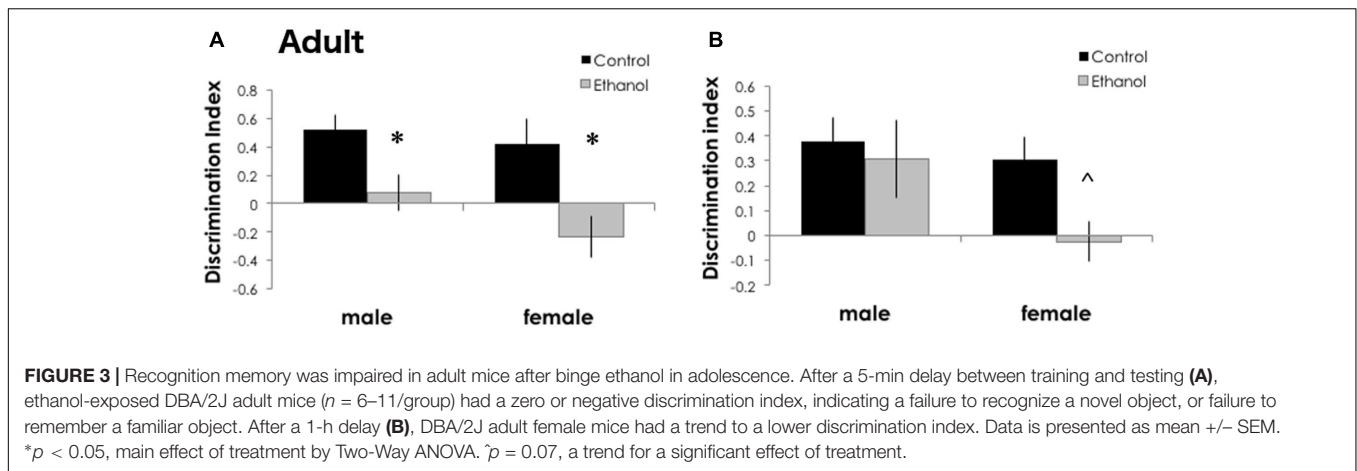 A Adult
Control
Ethanol
Discrimination Index
0.8
0.6
0.4
0.2
0
-0.2
-0.4
-0.6
*
*
male female
B
Control
Ethanol
Discrimination index
0.6
0.5
0.4
0.3
0.2
0.1
0
-0.1
-0.2
^
male female
FIGURE 3 | Recognition memory was impaired in adult mice after binge ethanol in adolescence. After a 5-min delay between training and testing (A),
ethanol-exposed DBA/2J adult mice (n = 6–11/group) had a zero or negative discrimination index, indicating a failure to recognize a novel object, or failure to
remember a familiar object. After a 1-h delay (B), DBA/2J adult female mice had a trend to a lower discrimination index. Data is presented as mean +/– SEM.
*p < 0.05, main effect of treatment by Two-Way ANOVA. ˆp = 0.07, a trend for a significant effect of treatment.